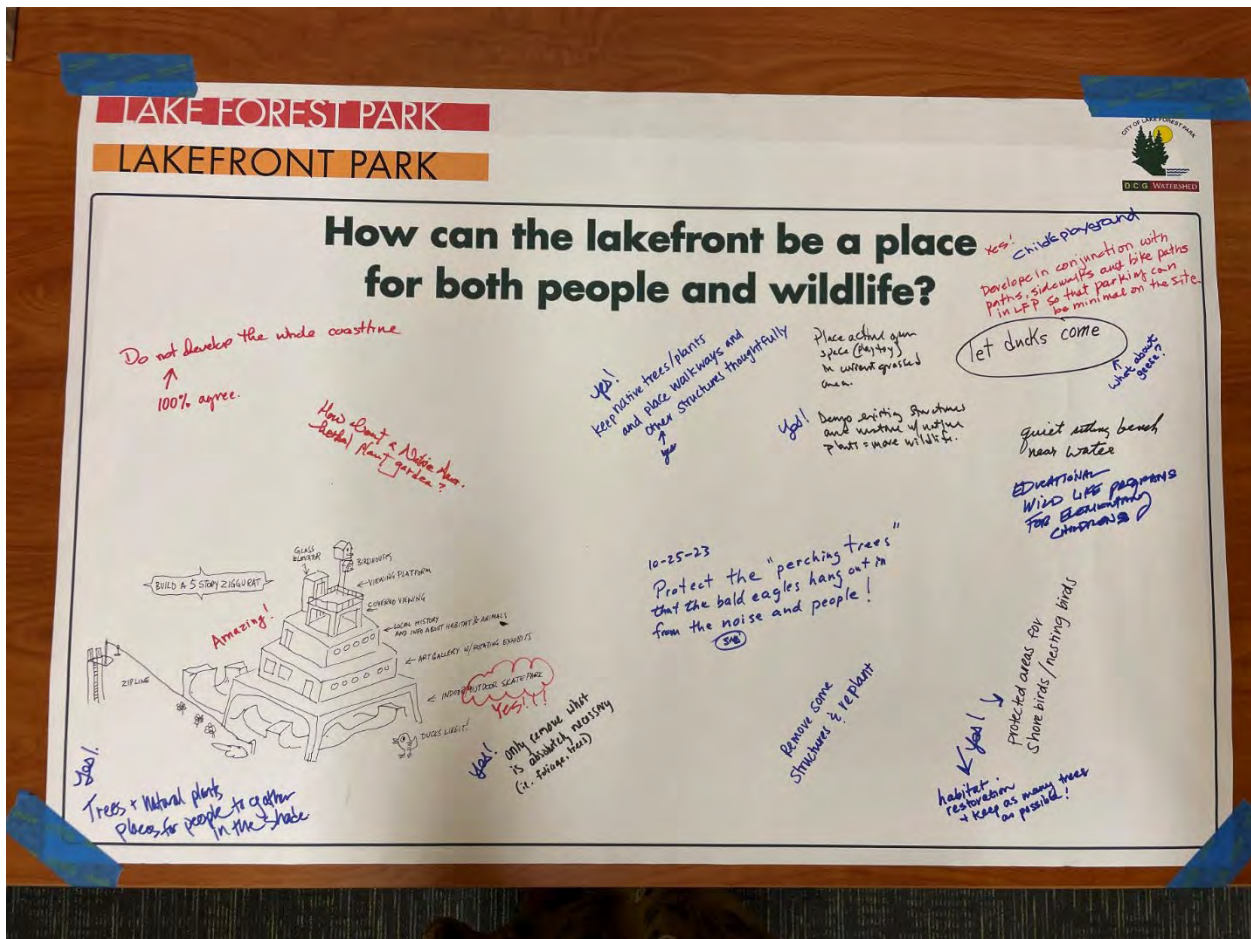 LAKE FOREST PARK
LAKEFRONT PARK
CITY OF LAKE FOREST PARK
DCG WATERSHED
How can the lakefront be a place
for both people and wildlife?
yes!
child's playground
Develope in conjunction with
paths, sidewalks and bike paths
in LFP so that parking can
be minimal on the site.
Do not develop the whole coastline
100% agree.
How about a Native
herbal plant garden?
yes!
keep native trees/plants
and place walkways and
other structures thoughtfully
yes
Place active open
space
in current grassed
area.
let ducks come
what about
geese?
Yes!
Demo existing structures
and restore w/ native
plants = more wildlife.
quiet sitting bench
near water
EDUCATIONAL
WILD LIFE PROGRAMS
FOR ELEMENTARY
CHILDRENS
BUILD A 5 STORY ZIGGURAT
Amazing!
GLASS
ELEVATOR
BIRDHOUSES
VIEWING PLATFORM
COVERED VIEWING
LOCAL HISTORY
AND INFO ABOUT HABITAT & ANIMALS
ART GALLERY W/ ROTATING EXHIBITS
INDOOR/OUTDOOR SKATE PARK
YES!!!
ZIPLINE
DUCKS LIKE IT!
10-25-23
Protect the "perching trees"
that the bald eagles hang out in
from the noise and people!
Remove some
structures & replant
protected areas for
shore birds/nesting birds
Yes!
habitat
restoration
+ keep as many trees
as possible!
yes!
only remove what
is absolutely necessary
(i.e. foliage, trees)
Yes!
Trees + natural plants
places for people to gather
in the shade